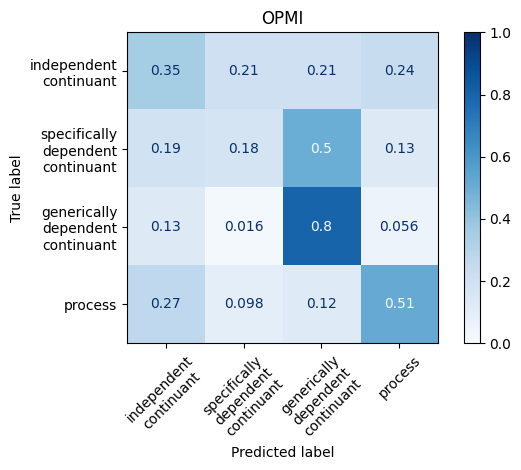 OPMI
independent
continuant
0.35 0.21 0.21 0.24
specifically
dependent
continuant
0.19 0.18 0.5 0.13
generically
dependent
continuant
0.13 0.016 0.8 0.056
process
0.27 0.098 0.12 0.51
True label
independent
continuant
specifically
dependent
continuant
generically
dependent
continuant
process
Predicted label
1.0
0.8
0.6
0.4
0.2
0.0